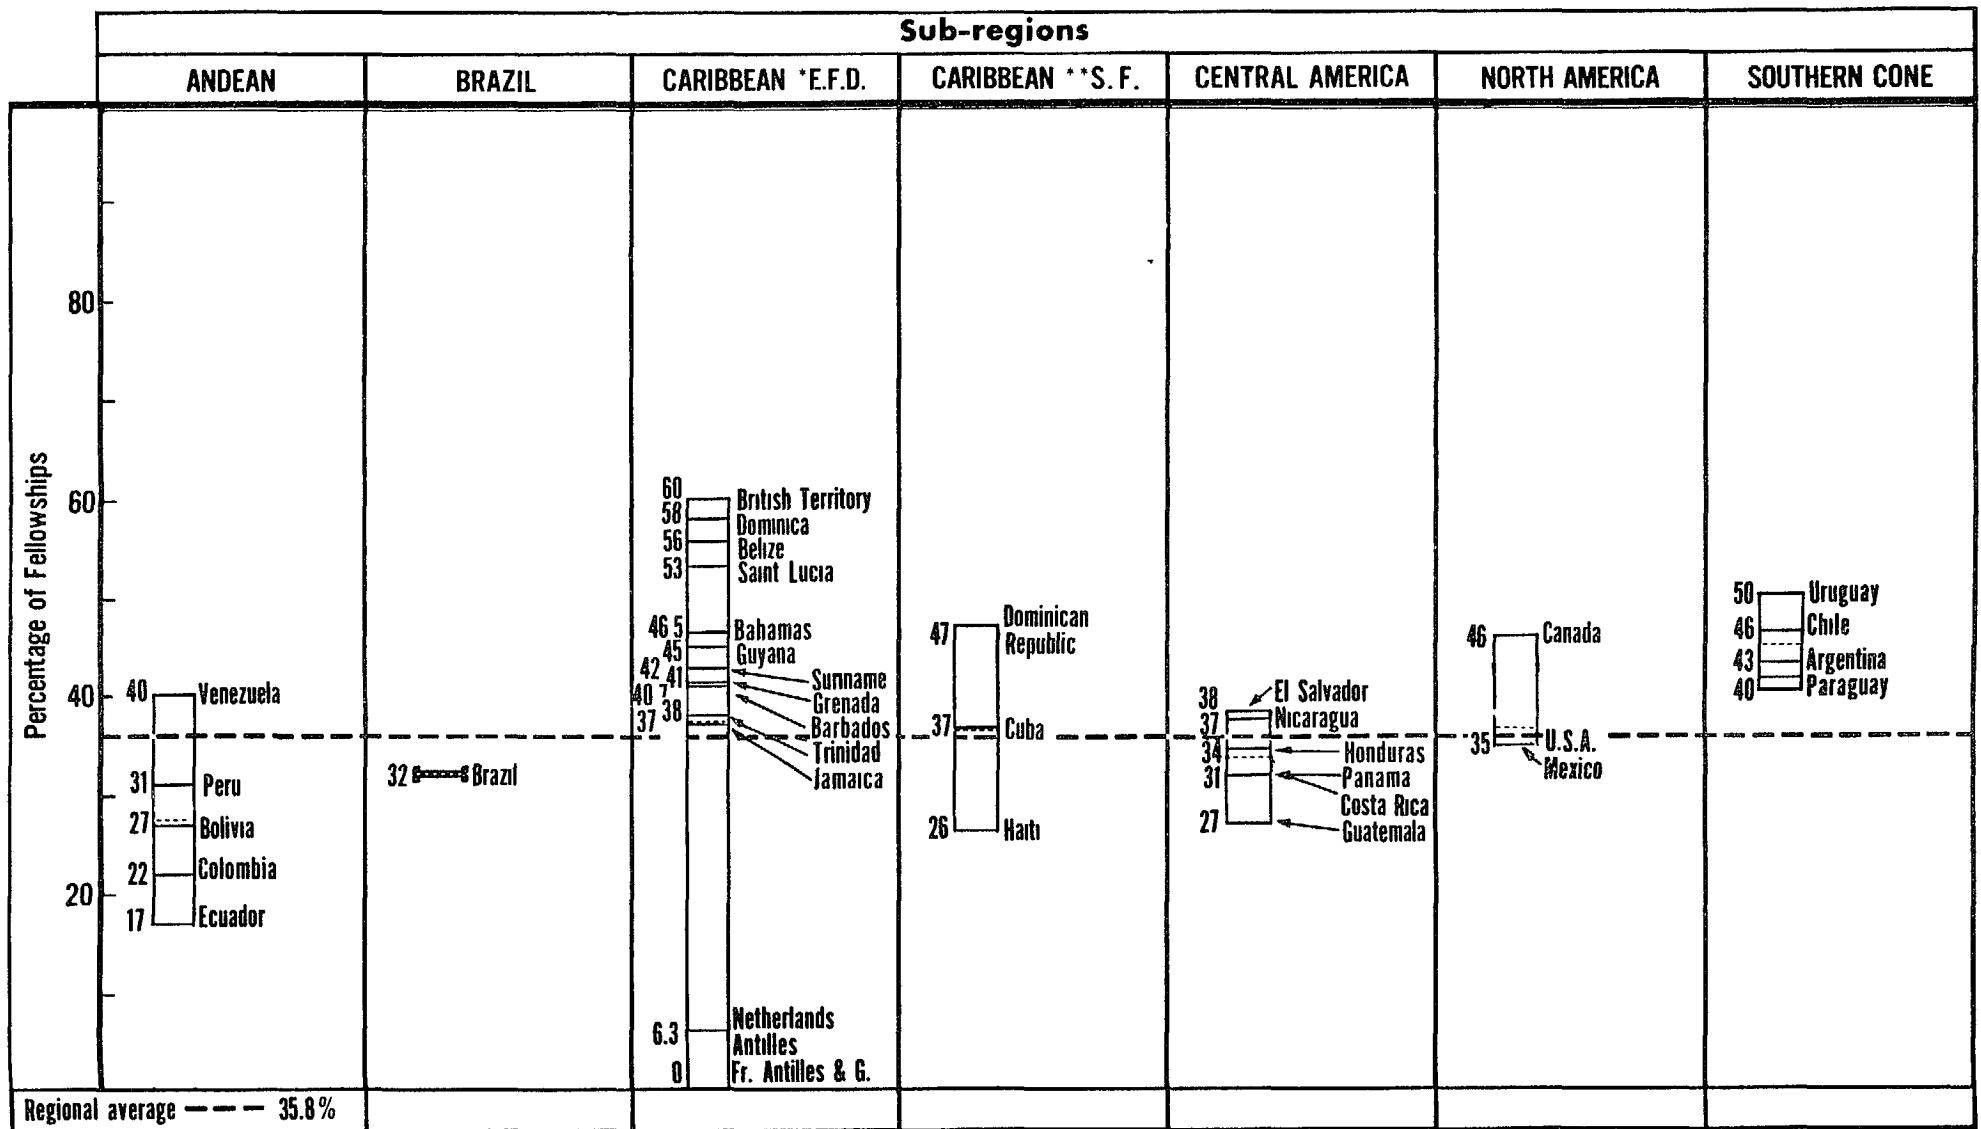 Sub-regions
ANDEAN
BRAZIL
CARIBBEAN *E.F.D.
CARIBBEAN **S.F.
CENTRAL AMERICA
NORTH AMERICA
SOUTHERN CONE
Percentage of Fellowships
80
60
40
20
40 Venezuela
31 Peru
27 Bolivia
22 Colombia
17 Ecuador
32 Brazil
60 British Territory
58 Dominica
56 Belize
53 Saint Lucia
46 5 Bahamas
45 Guyana
42 Surıname
41 Grenada
40 7 Barbados
38 Trinidad
37 Jamaica
6.3 Netherlands
Antilles
0 Fr. Antilles & G.
47 Dominican
Republic
37 Cuba
26 Haiti
38 El Salvador
37 Nicaragua
34 Honduras
31 Panama
Costa Rica
27 Guatemala
46 Canada
35 U.S.A.
Mexico
50 Uruguay
46 Chile
43 Argentina
40 Paraguay
Regional average 35.8%